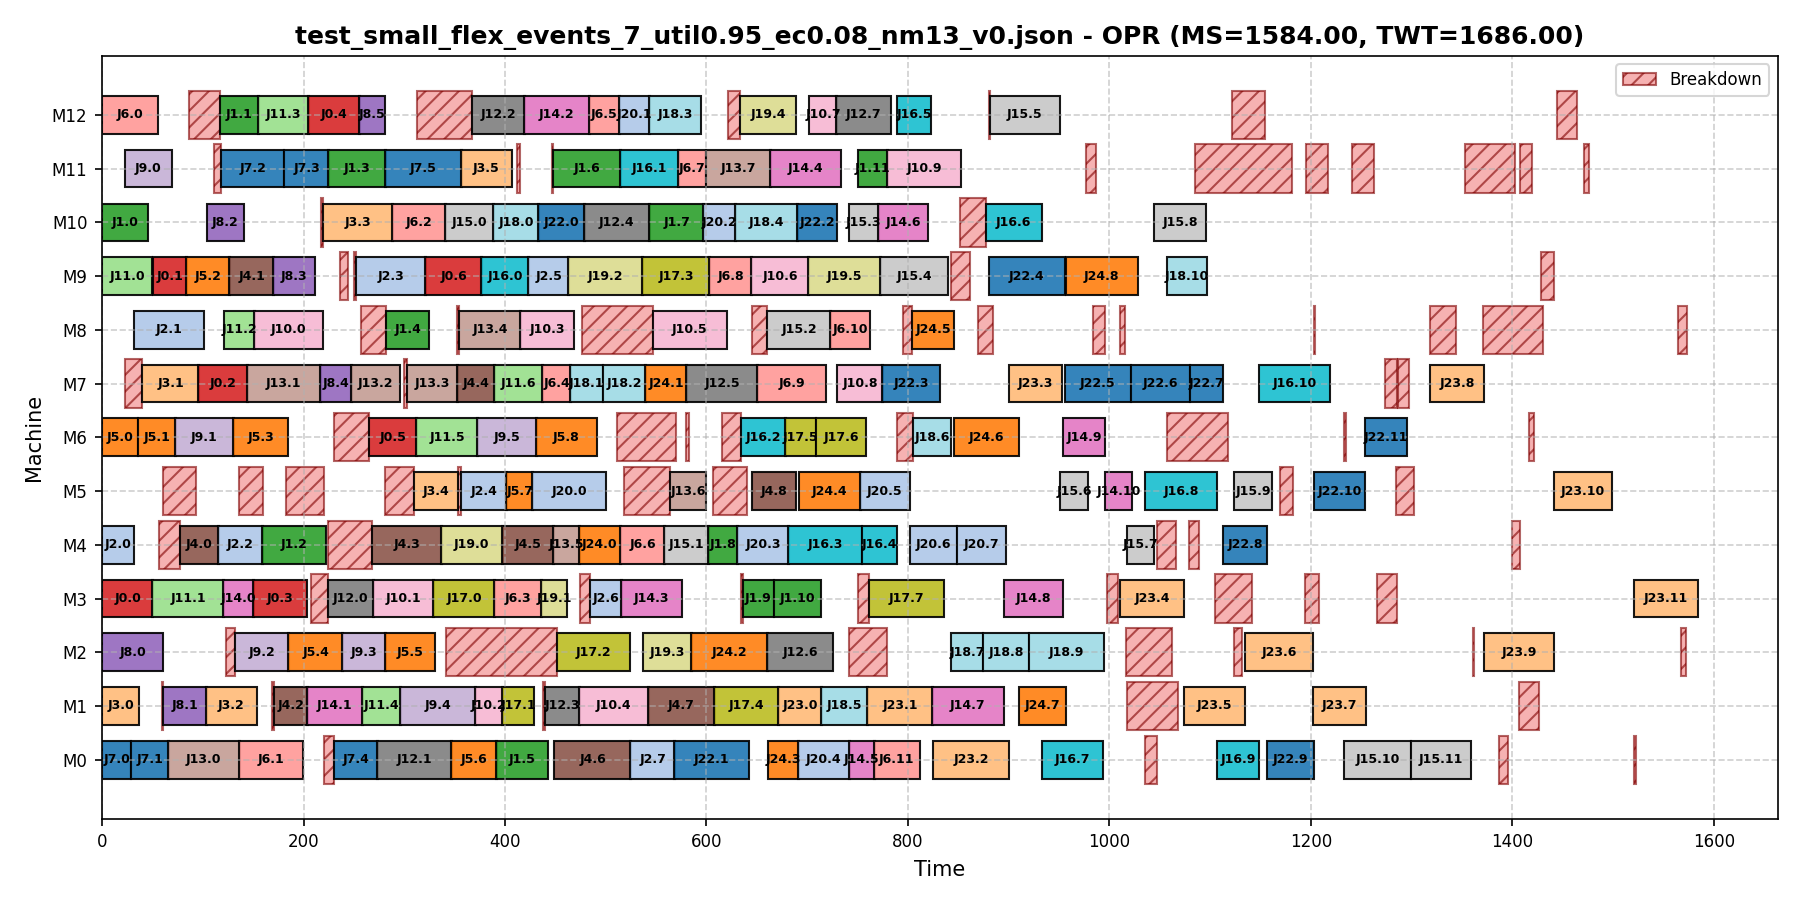 test_small_flex_events_7_util0.95_ec0.08_nm13_v0.json - OPR (MS=1584.00, TWT=1686.00)
Breakdown
M12 J6.0 J1.1 J11.3 J0.4 J8.5 J12.2 J14.2 J6.5 J20.1 J18.3 J19.4 J10.7 J12.7 J16.5 J15.5
M11 J9.0 J7.2 J7.3 J1.3 J7.5 J3.5 J1.6 J16.1 J6.7 J13.7 J14.4 J1.11 J10.9
M10 J1.0 J8.2 J3.3 J6.2 J15.0 J18.0 J22.0 J12.4 J1.7 J20.2 J18.4 J22.2 J15.3 J14.6 J16.6 J15.8
M9 J11.0 J0.1 J5.2 J4.1 J8.3 J2.3 J0.6 J16.0 J2.5 J19.2 J17.3 J6.8 J10.6 J19.5 J15.4 J22.4 J24.8 J18.10
M8 J2.1 J11.2 J10.0 J1.4 J13.4 J10.3 J10.5 J15.2 J6.10 J24.5
M7 J3.1 J0.2 J13.1 J8.4 J13.2 J13.3 J4.4 J11.6 J6.4 J18.1 J18.2 J24.1 J12.5 J6.9 J10.8 J22.3 J23.3 J22.5 J22.6 J22.7 J16.10 J23.8
M6 J5.0 J5.1 J9.1 J5.3 J0.5 J11.5 J9.5 J5.8 J16.2 J17.5 J17.6 J18.6 J24.6 J14.9 J22.11
M5 J3.4 J2.4 J5.7 J20.0 J13.6 J4.8 J24.4 J20.5 J15.6 J14.10 J16.8 J15.9 J22.10 J23.10
M4 J2.0 J4.0 J2.2 J1.2 J4.3 J19.0 J4.5 J13.5 J24.0 J6.6 J15.1 J1.8 J20.3 J16.3 J16.4 J20.6 J20.7 J15.7 J22.8
M3 J0.0 J11.1 J14.0 J0.3 J12.0 J10.1 J17.0 J6.3 J19.1 J2.6 J14.3 J1.9 J1.10 J17.7 J14.8 J23.4 J23.11
M2 J8.0 J9.2 J5.4 J9.3 J5.5 J17.2 J19.3 J24.2 J12.6 J18.7 J18.8 J18.9 J23.6 J23.9
M1 J3.0 J8.1 J3.2 J4.2 J14.1 J11.4 J9.4 J10.2 J17.1 J12.3 J10.4 J4.7 J17.4 J23.0 J18.5 J23.1 J14.7 J24.7 J23.5 J23.7
M0 J7.0 J7.1 J13.0 J6.1 J7.4 J12.1 J5.6 J1.5 J4.6 J2.7 J22.1 J24.3 J20.4 J14.5 J6.11 J23.2 J16.7 J16.9 J22.9 J15.10 J15.11
0 200 400 600 800 1000 1200 1400 1600
Time
Machine